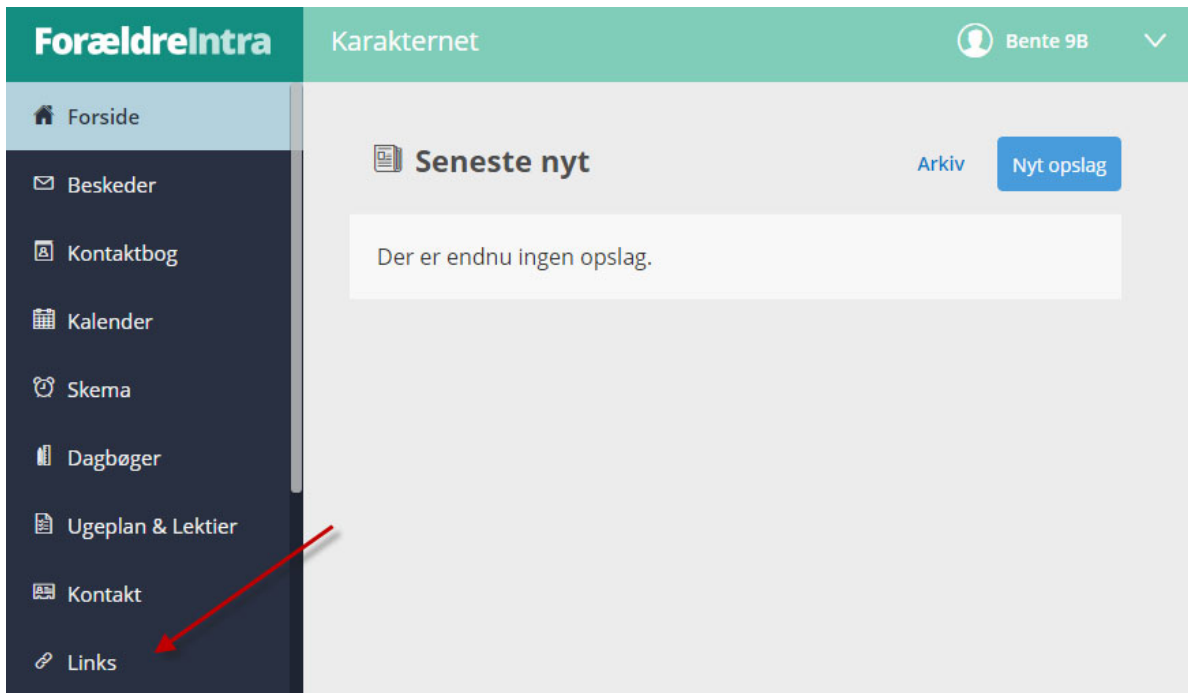 ForældreIntra
Karakternet
Bente 9B
Forside
Beskeder
Kontaktbog
Kalender
Skema
Dagbøger
Ugeplan & Lektier
Kontakt
Links
Seneste nyt
Arkiv
Nyt opslag
Der er endnu ingen opslag.